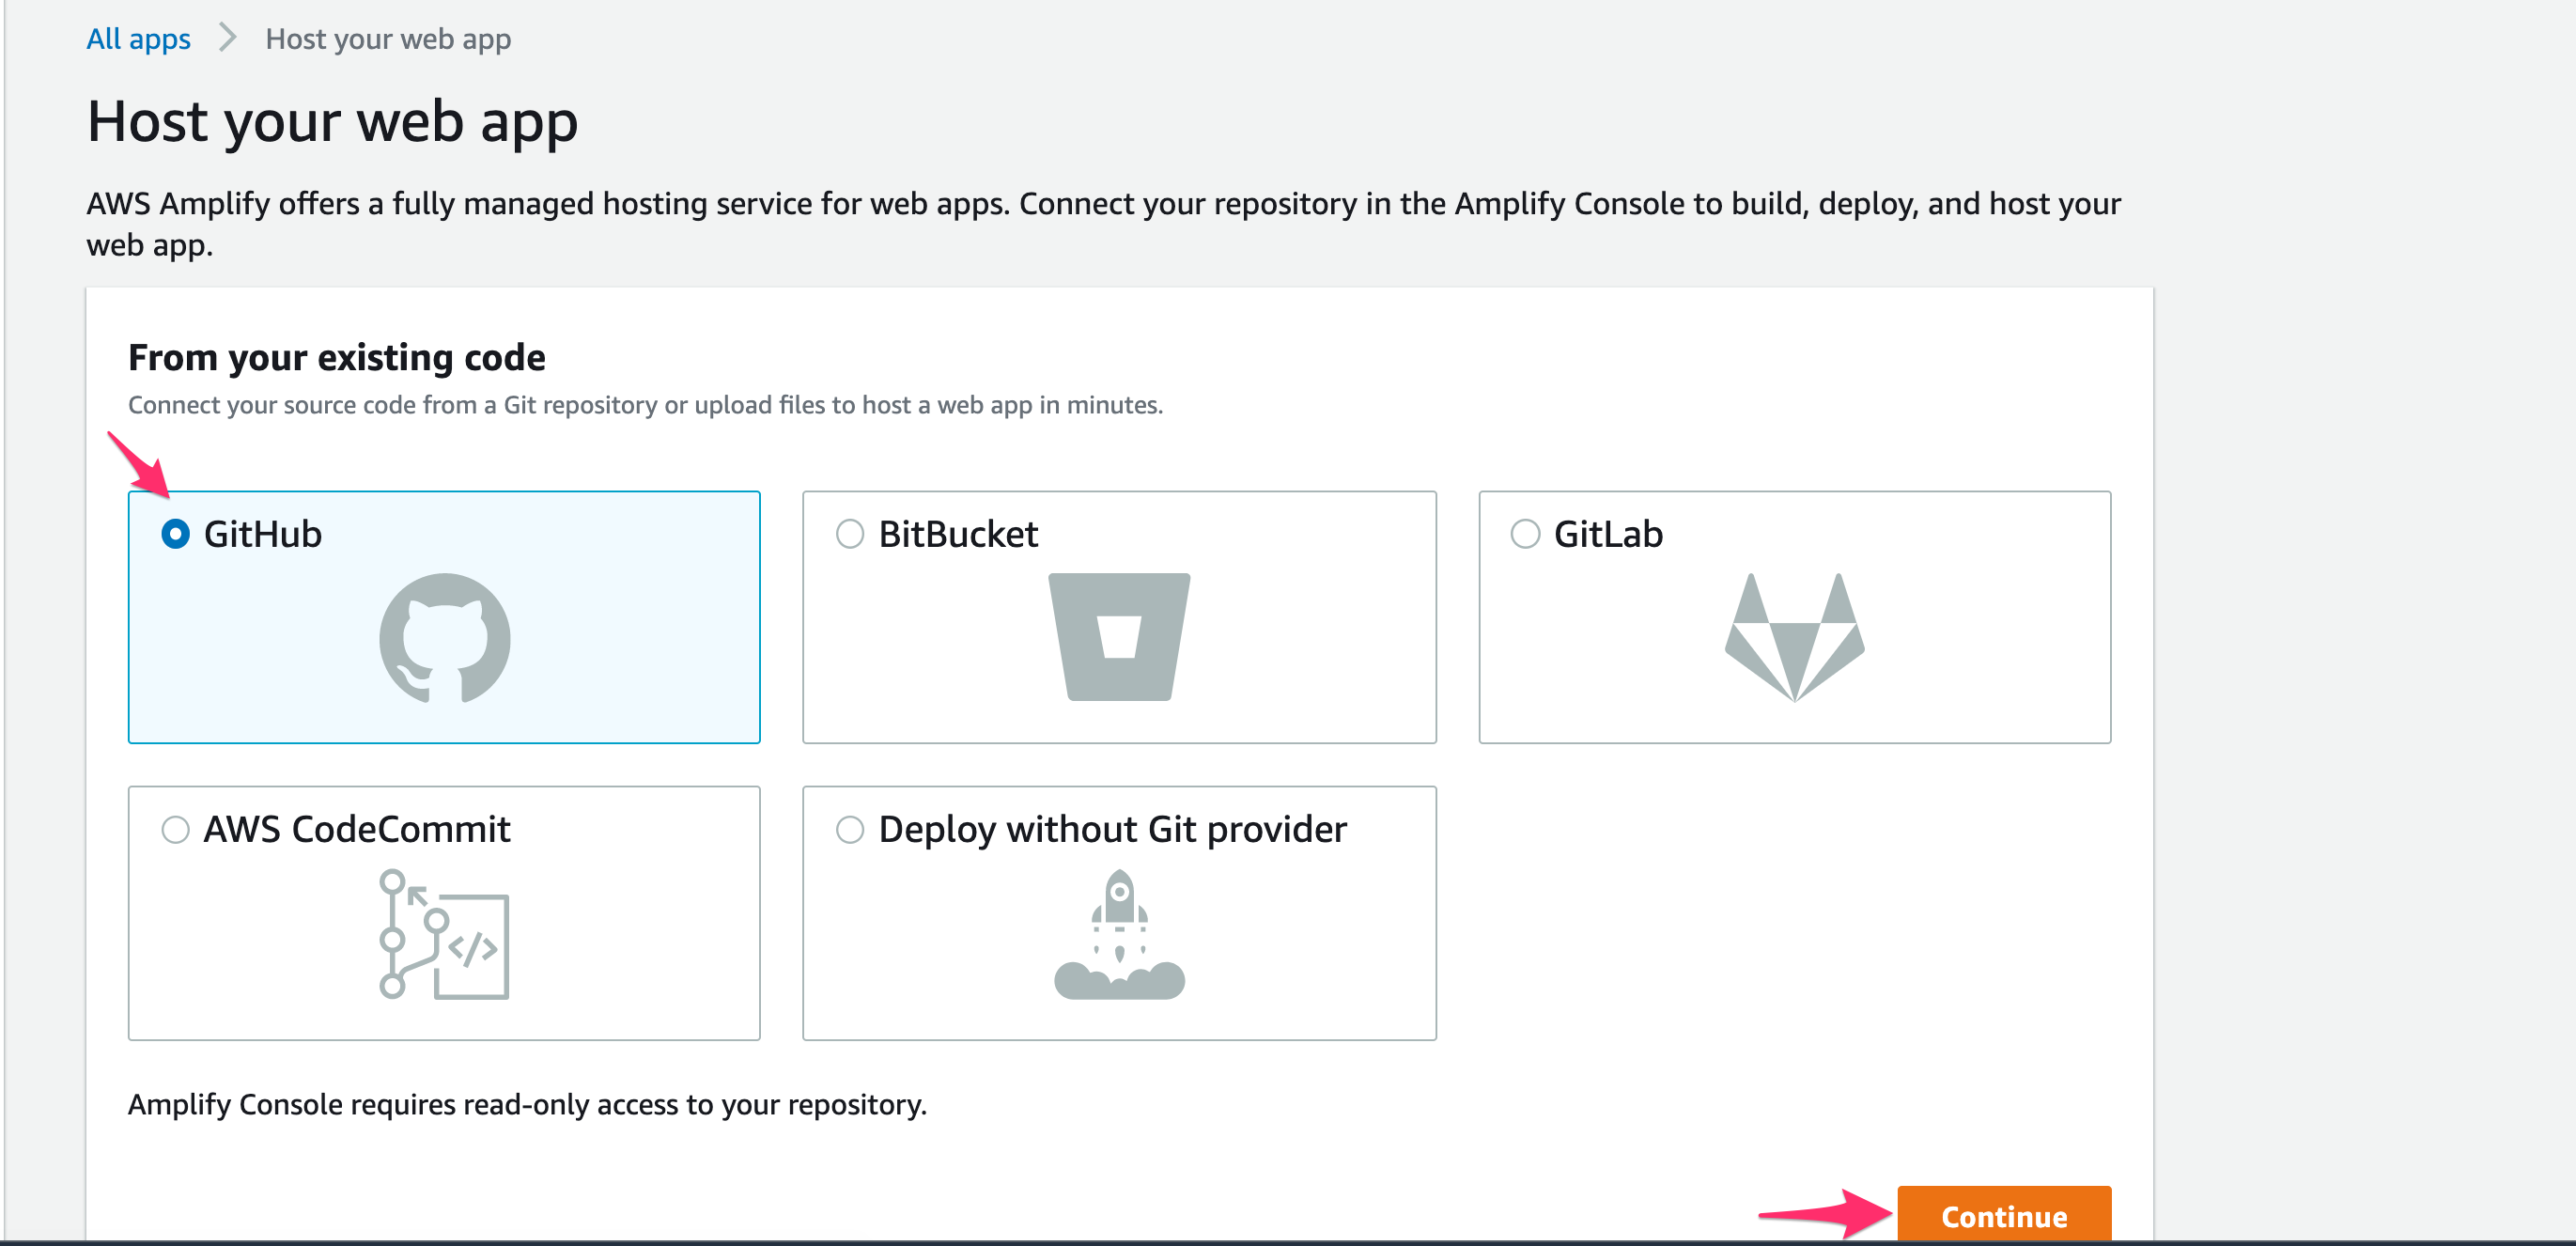 All apps > Host your web app
Host your web app
AWS Amplify offers a fully managed hosting service for web apps. Connect your repository in the Amplify Console to build, deploy, and host your
web app.
From your existing code
Connect your source code from a Git repository or upload files to host a web app in minutes.
GitHub
BitBucket
GitLab
AWS CodeCommit
Deploy without Git provider
Amplify Console requires read-only access to your repository.
Continue